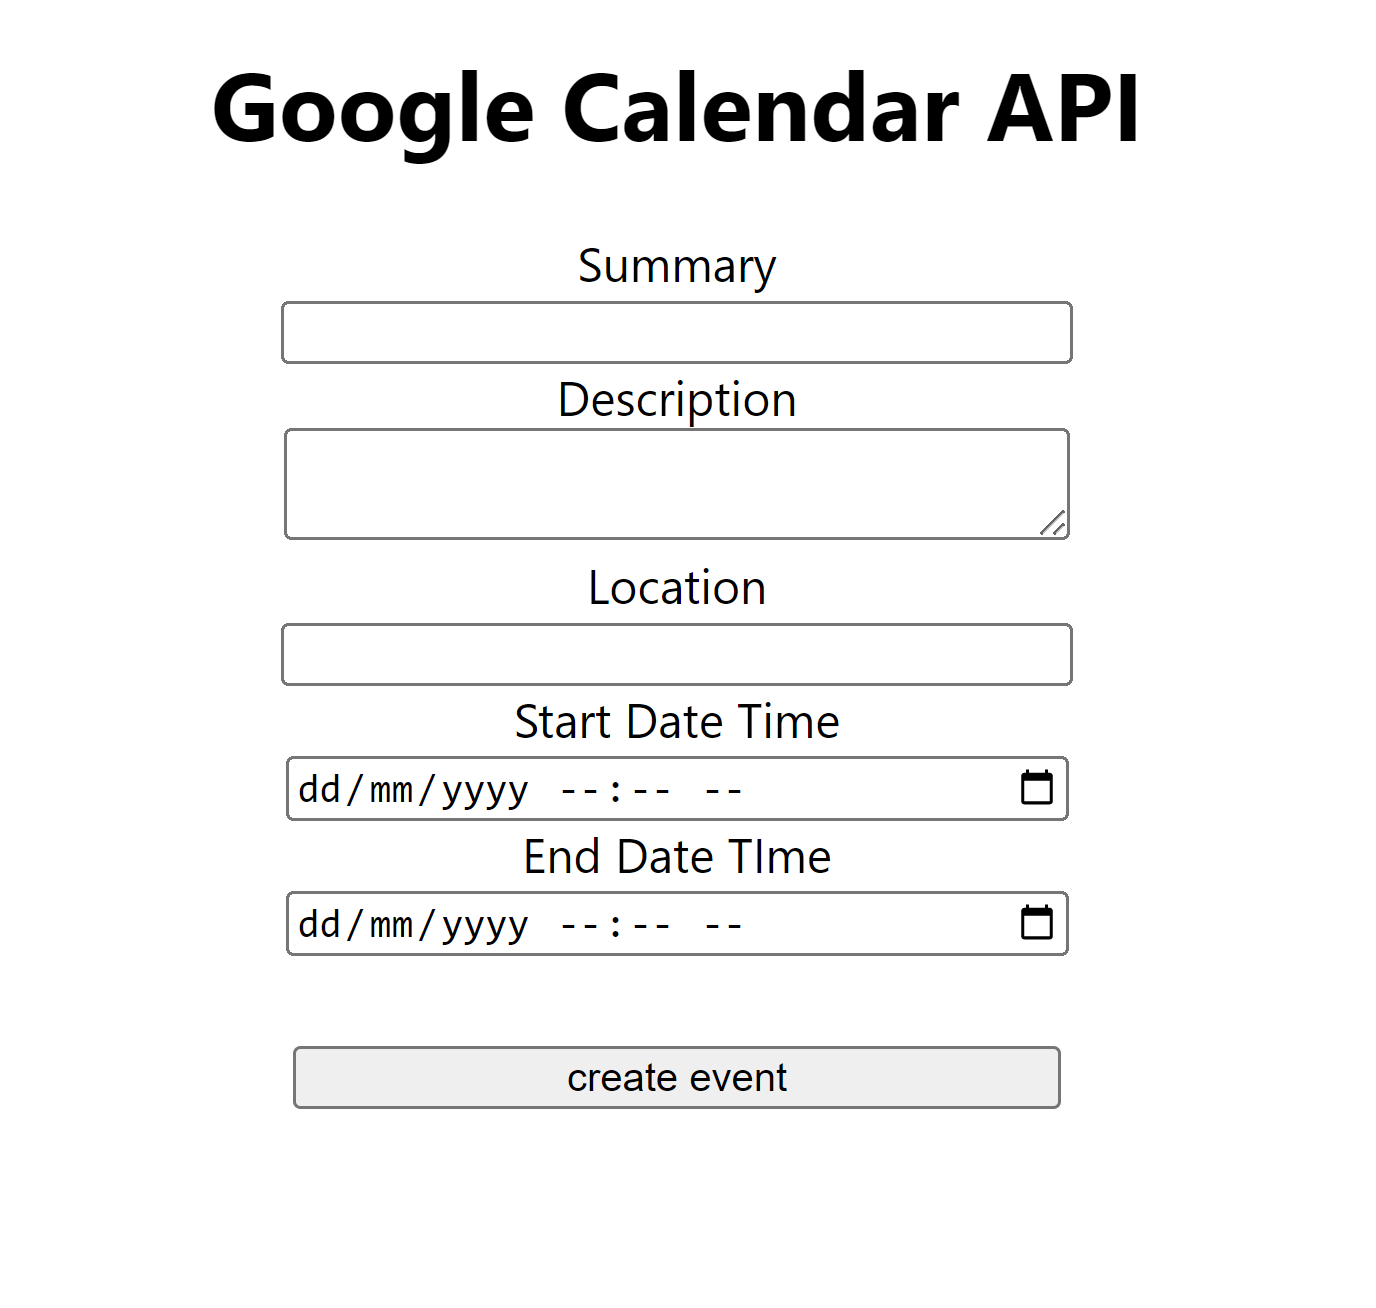 Google Calendar API
Summary
Description
Location
Start Date Time
dd/mm/yyyy --:-- --
End Date TIme
dd/mm/yyyy --:-- --
create event